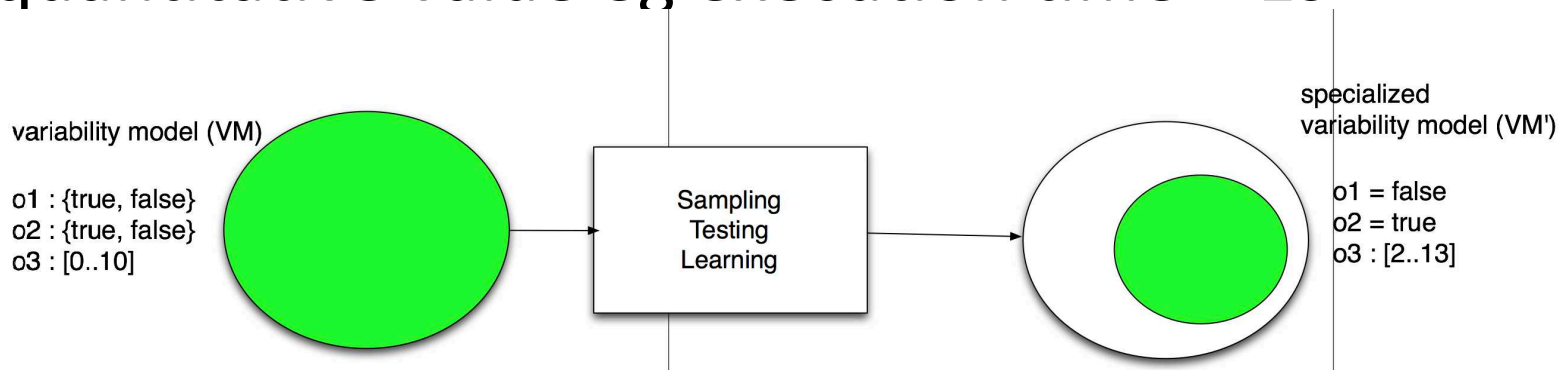 variability model (VM)
o1 : {true, false}
o2 : {true, false}
o3 : [0..10]
Sampling
Testing
Learning
specialized
variability model (VM')
o1 = false
o2 = true
o3 : [2..13]